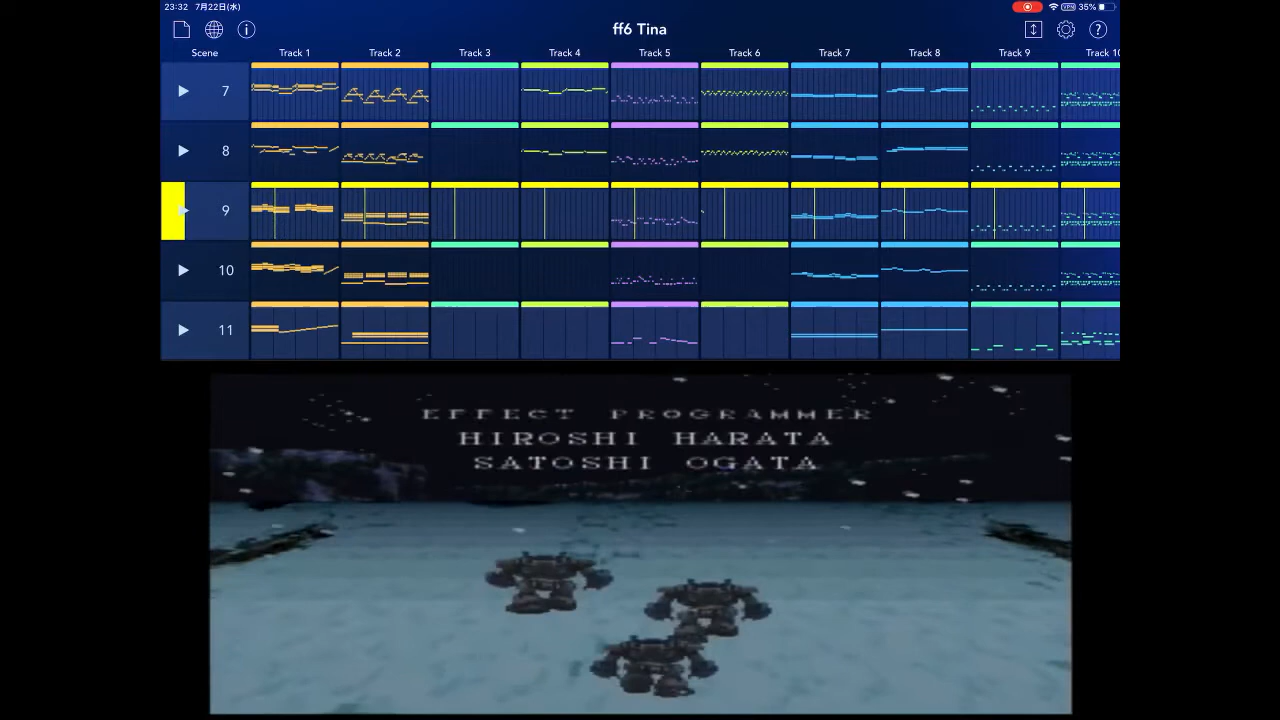 23:32 7月22日(水)
VPN 35%
ff6 Tina
Scene Track 1 Track 2 Track 3 Track 4 Track 5 Track 6 Track 7 Track 8 Track 9 Track 10
7
8
9
10
11
EFFECT PROGRAMMER
HIROSHI HARATA
SATOSHI OGATA